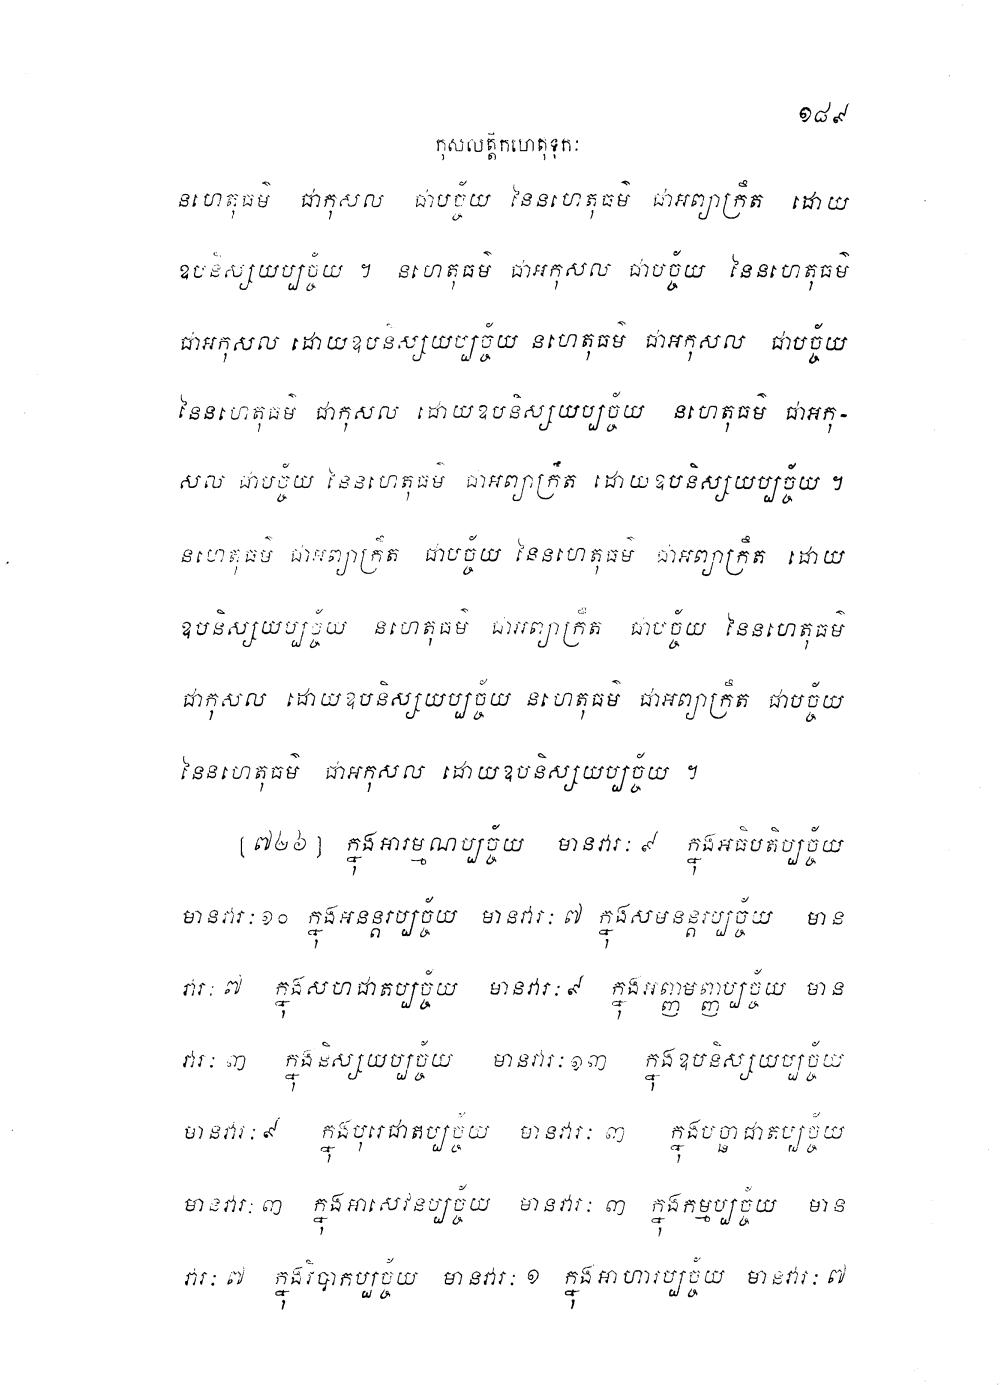 ១៨៩
កុសលត្តិកហេតុទុកៈ
នហេតុធម៌ ជាកុសល ជាបច្ច័យ នៃនហេតុធម៌ ជាអព្យាក្រឹត ដោយ
ឧបនិស្សយប្បច្ច័យ ។ នហេតុធម៌ ជាអកុសល ជាបច្ច័យ នៃនហេតុធម៌
ជាអកុសល ដោយឧបនិស្សយប្បច្ច័យ នហេតុធម៌ ជាអកុសល ជាបច្ច័យ
នៃនហេតុធម៌ ជាកុសល ដោយឧបនិស្សយប្បច្ច័យ នហេតុធម៌ ជាអកុ-
សល ជាបច្ច័យ នៃនហេតុធម៌ ជាអព្យាក្រឹត ដោយឧបនិស្សយប្បច្ច័យ ។
នហេតុធម៌ ជាអព្យាក្រឹត ជាបច្ច័យ នៃនហេតុធម៌ ជាអព្យាក្រឹត ដោយ
ឧបនិស្សយប្បច្ច័យ នហេតុធម៌ ជាអព្យាក្រឹត ជាបច្ច័យ នៃនហេតុធម៌
ជាកុសល ដោយឧបនិស្សយប្បច្ច័យ នហេតុធម៌ ជាអព្យាក្រឹត ជាបច្ច័យ
នៃនហេតុធម៌ ជាអកុសល ដោយឧបនិស្សយប្បច្ច័យ ។
(៧៤៦) ក្នុងអារម្មណប្បច្ច័យ មានវារៈ ៩ ក្នុងអធិបតិប្បច្ច័យ
មានវារៈ ១០ ក្នុងអនន្តរប្បច្ច័យ មានវារៈ ៧ ក្នុងសមនន្តរប្បច្ច័យ មាន
វារៈ ៧ ក្នុងសហជាតប្បច្ច័យ មានវារៈ ៩ ក្នុងអញ្ញាមញ្ញប្បច្ច័យ មាន
វារៈ ៣ ក្នុងនិស្សយប្បច្ច័យ មានវារៈ ១៣ ក្នុងឧបនិស្សយប្បច្ច័យ
មានវារៈ ៩ ក្នុងបុរេជាតប្បច្ច័យ មានវារៈ ៣ ក្នុងបច្ឆាជាតប្បច្ច័យ
មានវារៈ ៣ ក្នុងអាសេវនប្បច្ច័យ មានវារៈ ៣ ក្នុងកម្មប្បច្ច័យ មាន
វារៈ ៧ ក្នុងវិបាកប្បច្ច័យ មានវារៈ ១ ក្នុងអាហារប្បច្ច័យ មានវារៈ ៧